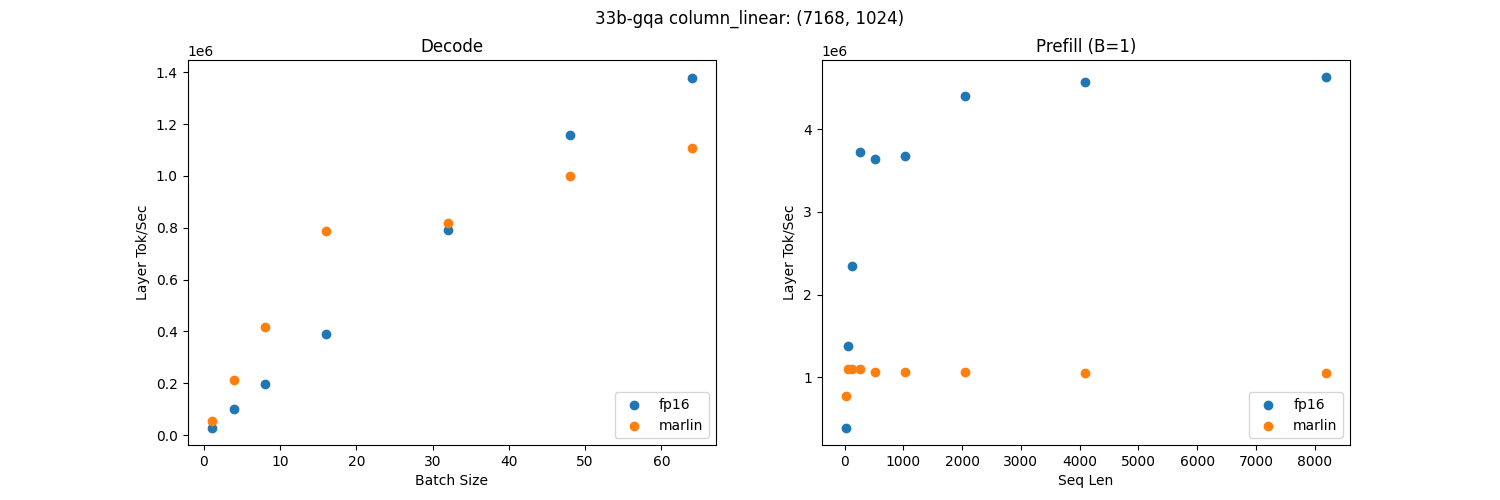 33b-gqa column_linear: (7168, 1024)
Decode
1e6
1.4
1.2
1.0
0.8
0.6
0.4
0.2
0.0
Layer Tok/Sec
0 10 20 30 40 50 60
Batch Size
fp16
marlin
Prefill (B=1)
1e6
4
3
2
1
Layer Tok/Sec
0 1000 2000 3000 4000 5000 6000 7000 8000
Seq Len
fp16
marlin